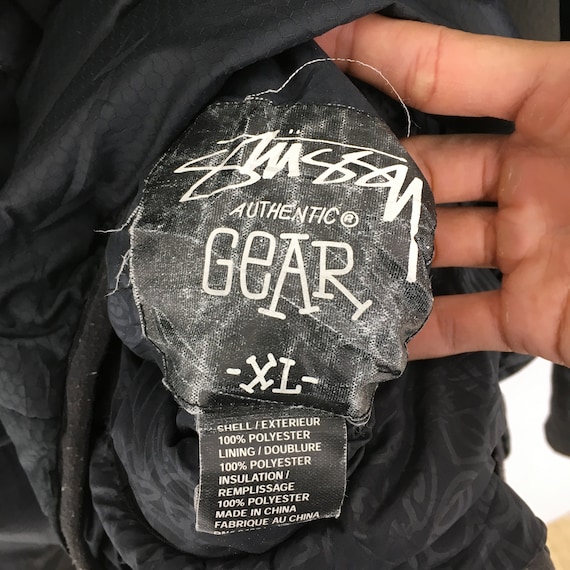 Stüssy
AUTHENTIC®
GEAR
-XL-
SHELL / EXTERIEUR
100% POLYESTER
LINING / DOUBLURE
100% POLYESTER
INSULATION /
REMPLISSAGE
100% POLYESTER
MADE IN CHINA
FABRIQUE AU CHINA